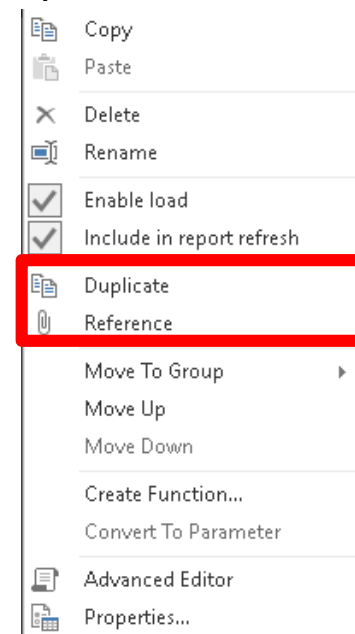 Copy
Paste
Delete
Rename
Enable load
Include in report refresh
Duplicate
Reference
Move To Group
Move Up
Move Down
Create Function...
Convert To Parameter
Advanced Editor
Properties...